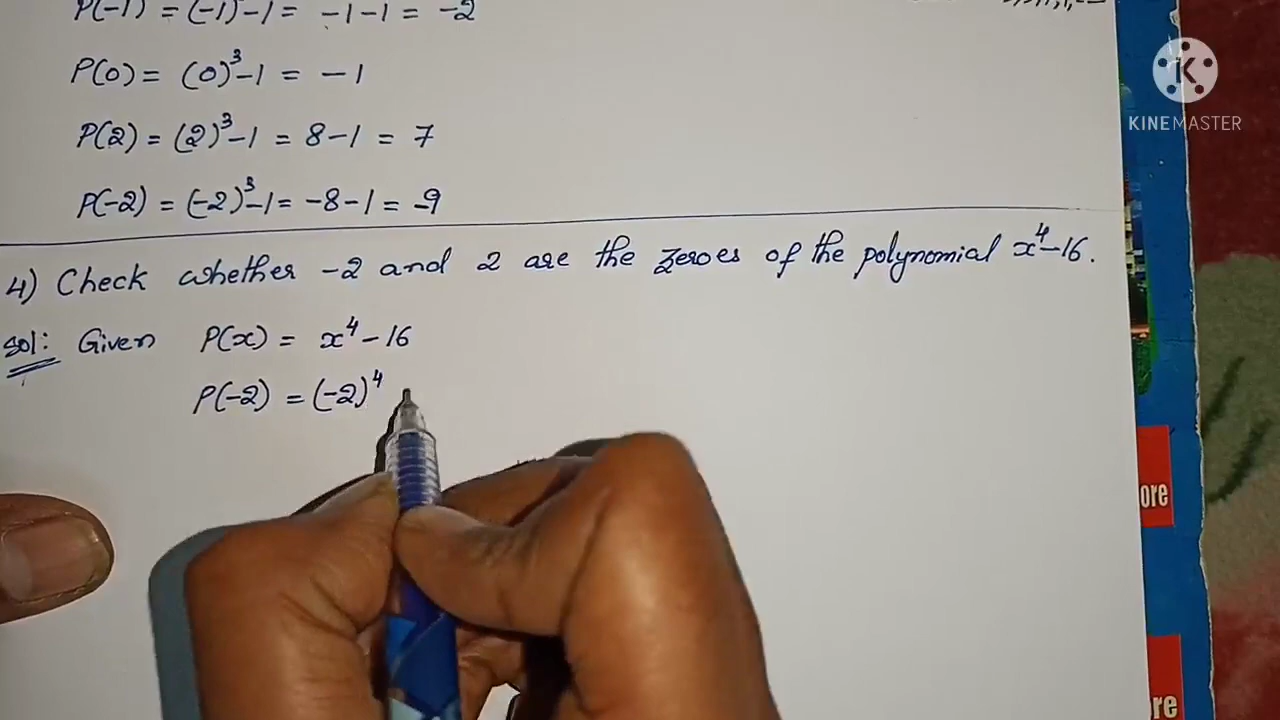 P(-1) = (-1)³-1 = -1-1 = -2
P(0) = (0)³-1 = -1
P(2) = (2)³-1 = 8-1 = 7
P(-2) = (-2)³-1 = -8-1 = -9
4) Check whether -2 and 2 are the zeroes of the polynomial x⁴-16.
Sol: Given P(x) = x⁴-16
P(-2) = (-2)⁴
KINEMASTER
ore
re